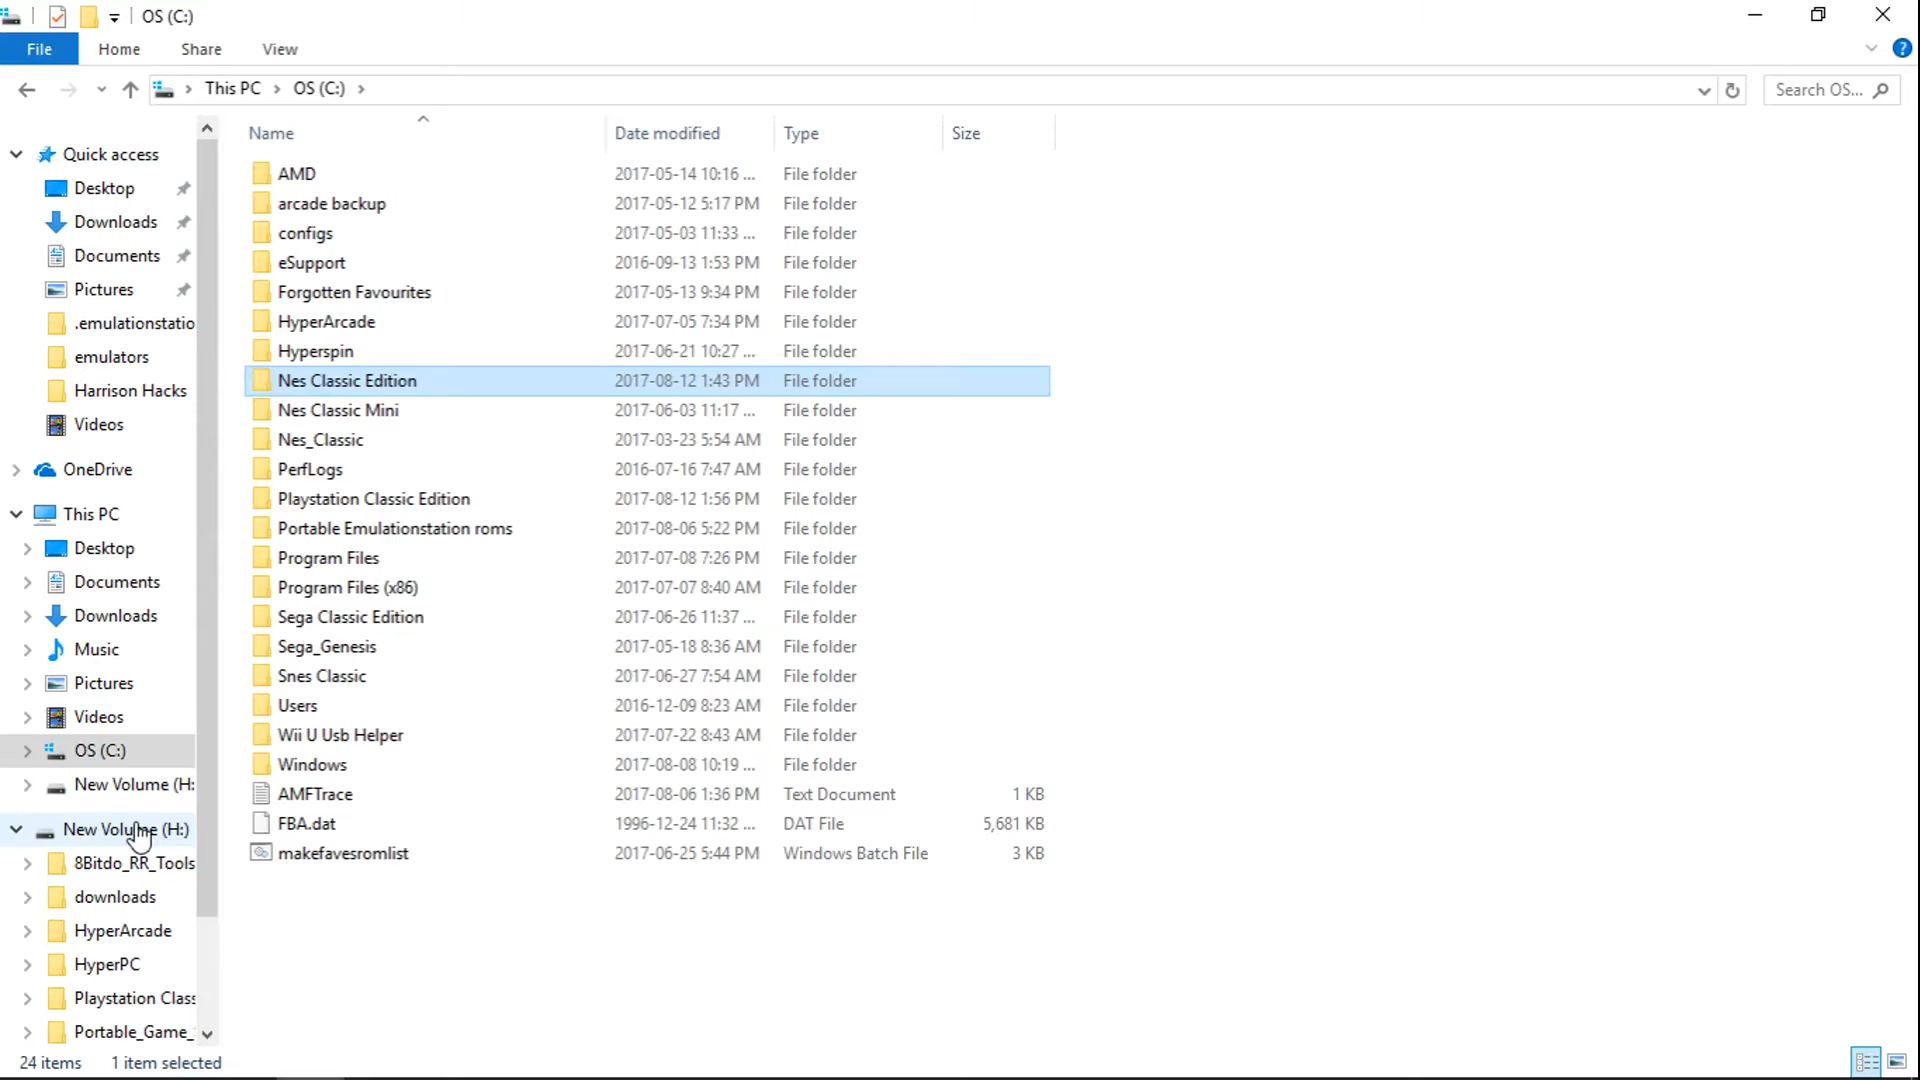 OS (C:)
File Home Share View
This PC OS (C:) Search OS...
Name Date modified Type Size
Quick access
Desktop
Downloads
Documents
Pictures
.emulationstatio
emulators
Harrison Hacks
Videos
OneDrive
This PC
Desktop
Documents
Downloads
Music
Pictures
Videos
OS (C:)
New Volume (H:
New Volume (H:)
8Bitdo_RR_Tools
downloads
HyperArcade
HyperPC
Playstation Class
Portable_Game_
AMD 2017-05-14 10:16 ... File folder
arcade backup 2017-05-12 5:17 PM File folder
configs 2017-05-03 11:33 ... File folder
eSupport 2016-09-13 1:53 PM File folder
Forgotten Favourites 2017-05-13 9:34 PM File folder
HyperArcade 2017-07-05 7:34 PM File folder
Hyperspin 2017-06-21 10:27 ... File folder
Nes Classic Edition 2017-08-12 1:43 PM File folder
Nes Classic Mini 2017-06-03 11:17 ... File folder
Nes_Classic 2017-03-23 5:54 AM File folder
PerfLogs 2016-07-16 7:47 AM File folder
Playstation Classic Edition 2017-08-12 1:56 PM File folder
Portable Emulationstation roms 2017-08-06 5:22 PM File folder
Program Files 2017-07-08 7:26 PM File folder
Program Files (x86) 2017-07-07 8:40 AM File folder
Sega Classic Edition 2017-06-26 11:37 ... File folder
Sega_Genesis 2017-05-18 8:36 AM File folder
Snes Classic 2017-06-27 7:54 AM File folder
Users 2016-12-09 8:23 AM File folder
Wii U Usb Helper 2017-07-22 8:43 AM File folder
Windows 2017-08-08 10:19 ... File folder
AMFTrace 2017-08-06 1:36 PM Text Document 1 KB
FBA.dat 1996-12-24 11:32 ... DAT File 5,681 KB
makefavesromlist 2017-06-25 5:44 PM Windows Batch File 3 KB
24 items 1 item selected